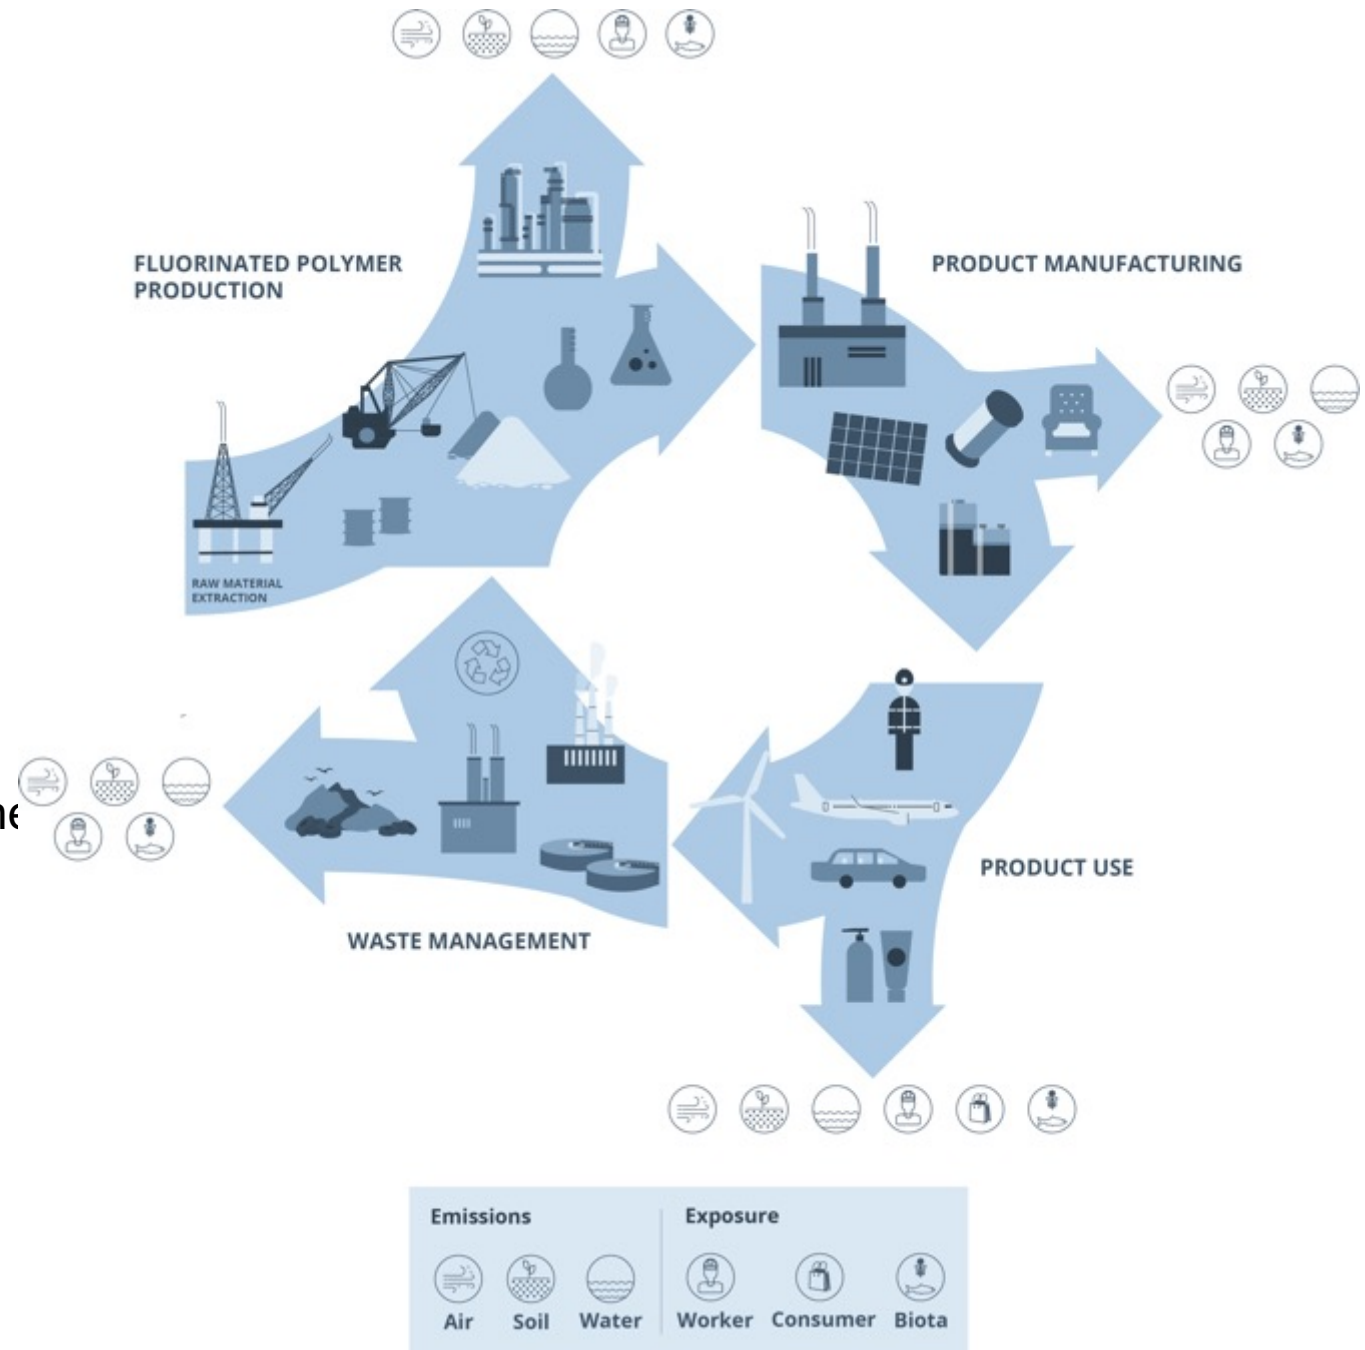 FLUORINATED POLYMER
PRODUCTION
PRODUCT MANUFACTURING
RAW MATERIAL
EXTRACTION
PRODUCT USE
WASTE MANAGEMENT
Emissions
Exposure
Air
Soil
Water
Worker
Consumer
Biota